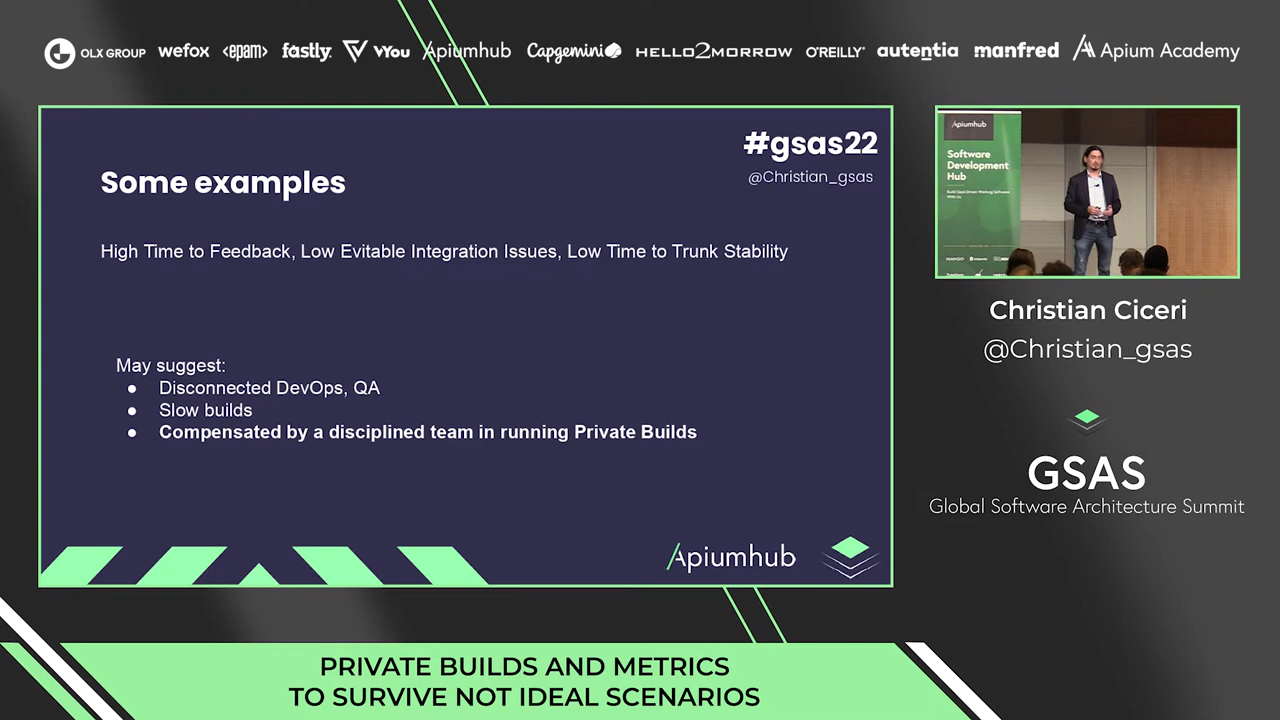 OLX GROUP wefox <epam> fastly. VYou Apiumhub Capgemini HELLO2MORROW O'REILLY® autentia manfred Apium Academy
#gsas22
@Christian_gsas
Some examples
High Time to Feedback, Low Evitable Integration Issues, Low Time to Trunk Stability
May suggest:
● Disconnected DevOps, QA
● Slow builds
● Compensated by a disciplined team in running Private Builds
Apiumhub
Apiumhub
Software
Development
Hub
Christian Ciceri
@Christian_gsas
GSAS
Global Software Architecture Summit
PRIVATE BUILDS AND METRICS
TO SURVIVE NOT IDEAL SCENARIOS